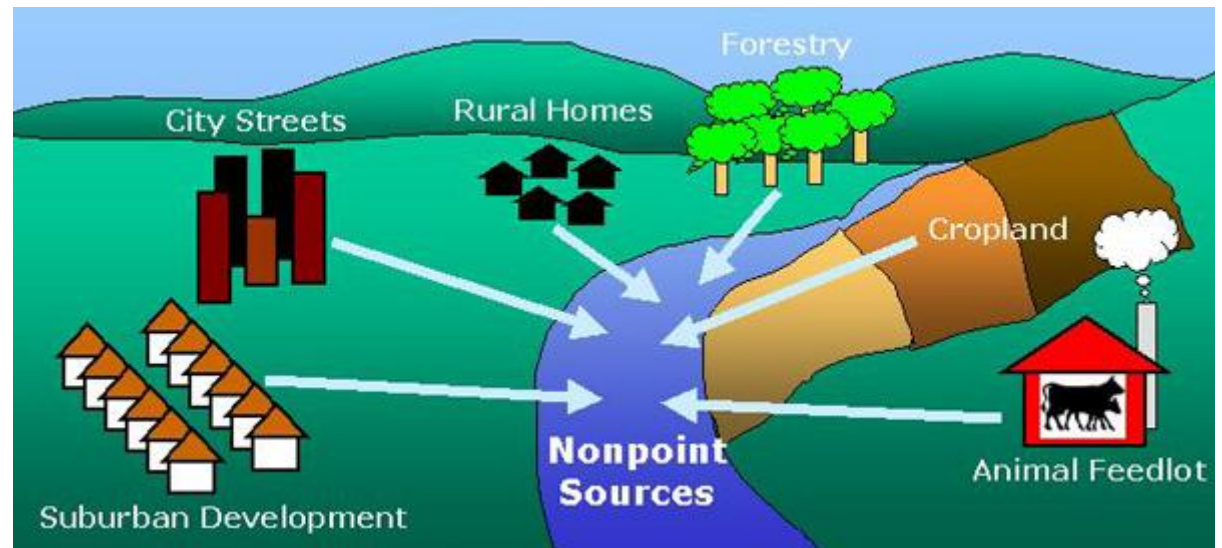 Forestry
Rural Homes
City Streets
Cropland
Nonpoint
Sources
Animal Feedlot
Suburban Development